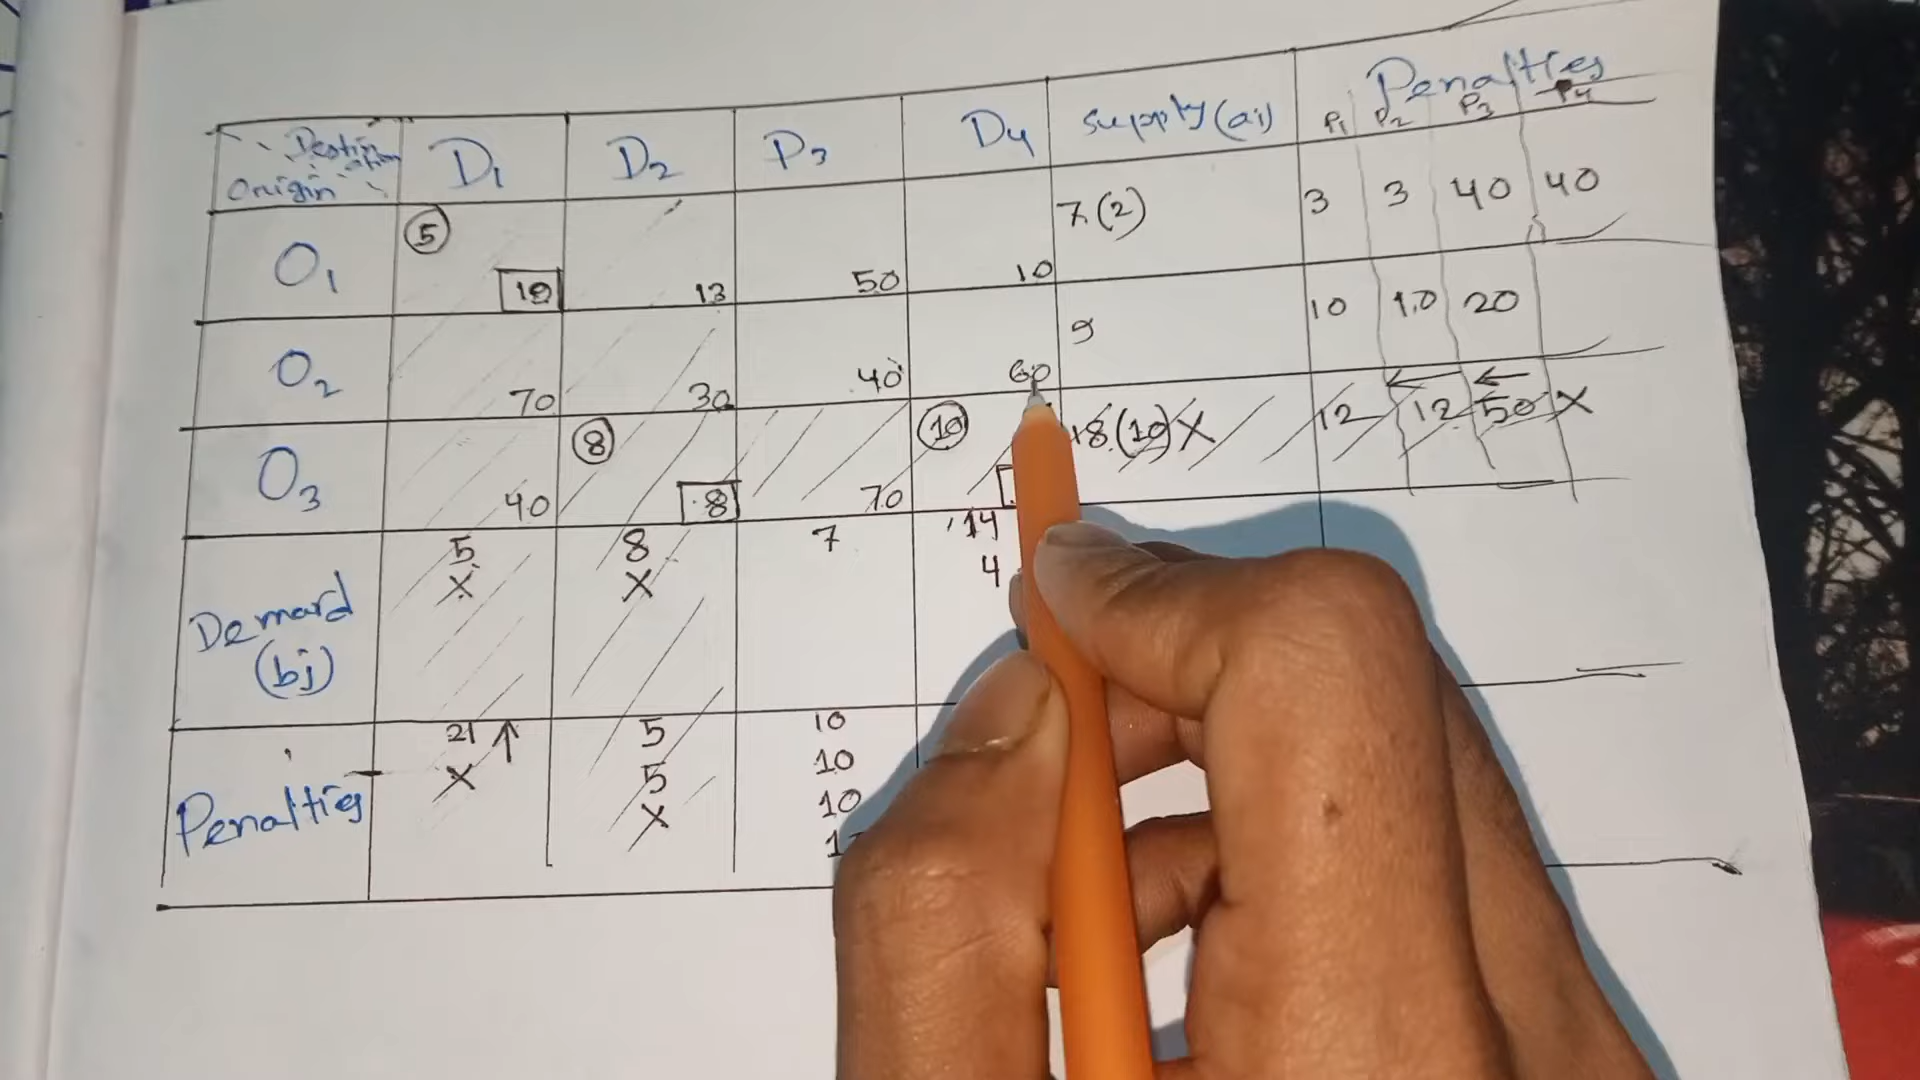 Destination Origin D1 D2 P3 D4 supply(ai) Penalties
P1 P2 P3 P4
O1 5 10 13 50 10 7(2) 3 3 40 40
O2 70 30 40 60 9 10 10 20
O3 40 8 8 70 10 18(10)X 12 12 50 X
Demand (bj) 5 8 7 14
X X 4
Penalties 21 5 10
X 5 10
X 10